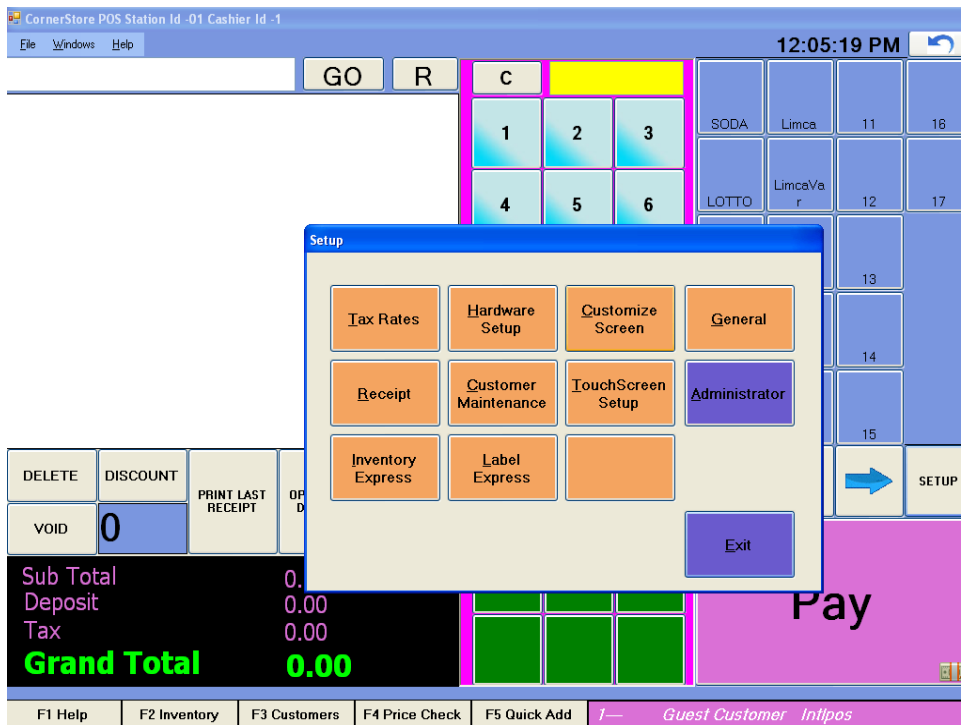 CornerStore POS Station Id -01 Cashier Id -1
File Windows Help
12:05:19 PM
GO R
C
1 2 3
4 5 6
SODA Limca 11 16
LOTTO LimcaVa
r 12 17
13
14
15
Setup
Tax Rates
Hardware
Setup
Customize
Screen
General
Receipt
Customer
Maintenance
TouchScreen
Setup
Administrator
Inventory
Express
Label
Express
Exit
DELETE DISCOUNT
PRINT LAST
RECEIPT
OP
D
SETUP
VOID 0
Sub Total 0.
Deposit 0.00
Tax 0.00
Grand Total 0.00
Pay
F1 Help F2 Inventory F3 Customers F4 Price Check F5 Quick Add 1— Guest Customer Intlpos